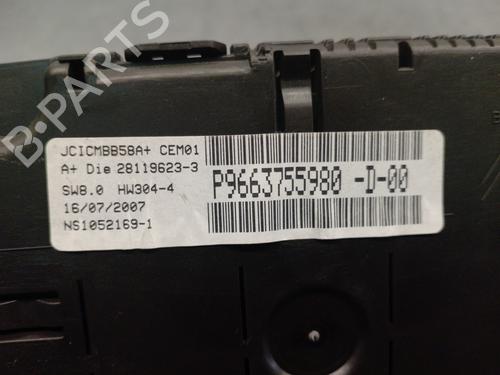 B-PARTS
JCICMBB58A+ CEM01
A+ Die 28119623-3
SW8.0 HW304-4
16/07/2007
NS1052169-1
P9663755980 -D-00